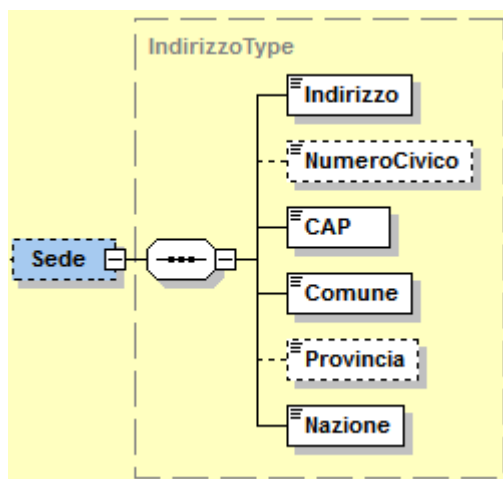 IndirizzoType
Indirizzo
NumeroCivico
CAP
Sede
Comune
Provincia
Nazione